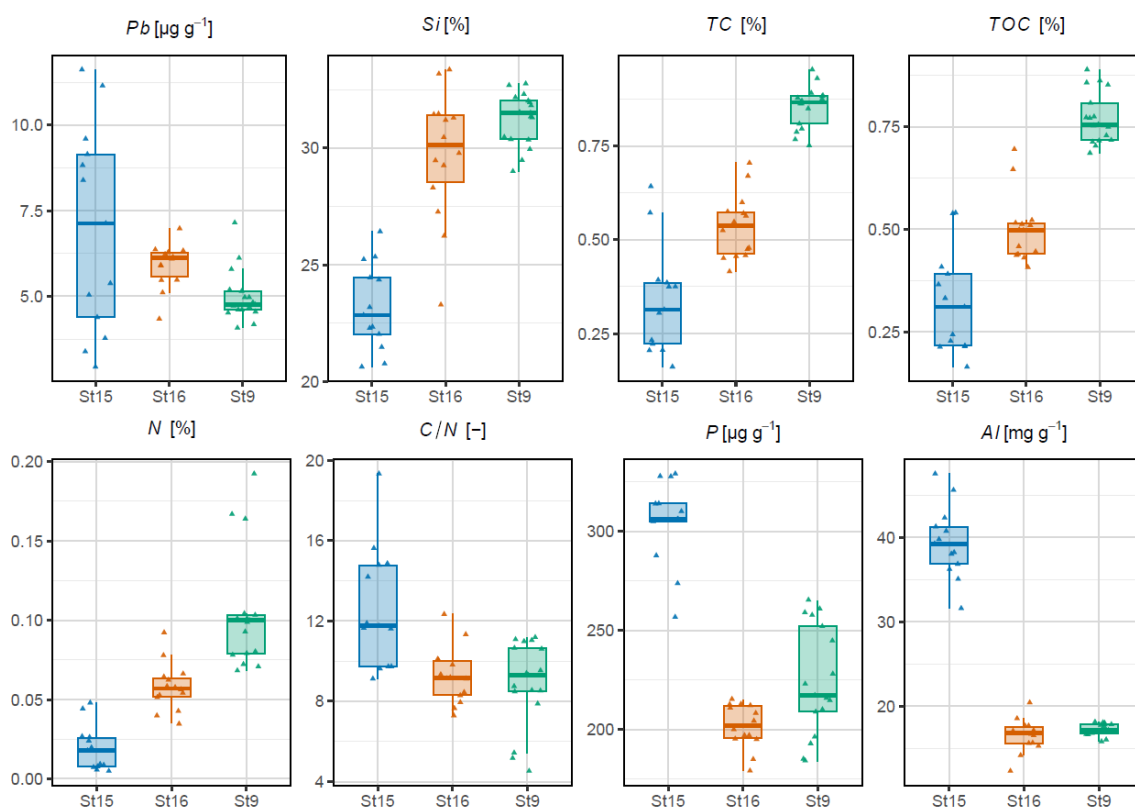 Pb [µg g⁻¹]
Si [%]
TC [%]
TOC [%]
10.0
7.5
5.0
30
25
20
0.75
0.50
0.25
0.75
0.50
0.25
St15 St16 St9
St15 St16 St9
St15 St16 St9
St15 St16 St9
N [%]
C/N [−]
P [µg g⁻¹]
Al [mg g⁻¹]
0.20
0.15
0.10
0.05
0.00
20
16
12
8
4
300
250
200
40
30
20
St15 St16 St9
St15 St16 St9
St15 St16 St9
St15 St16 St9